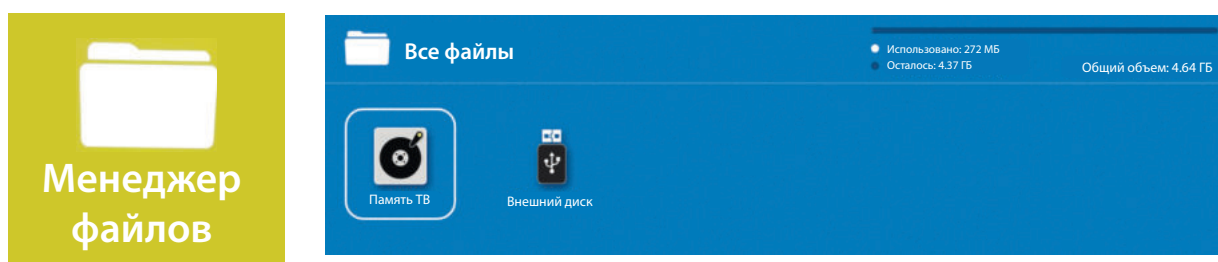 Менеджер
файлов
Все файлы
Использовано: 272 МБ
Осталось: 4.37 ГБ
Общий объем: 4.64 ГБ
Память ТВ
Внешний диск